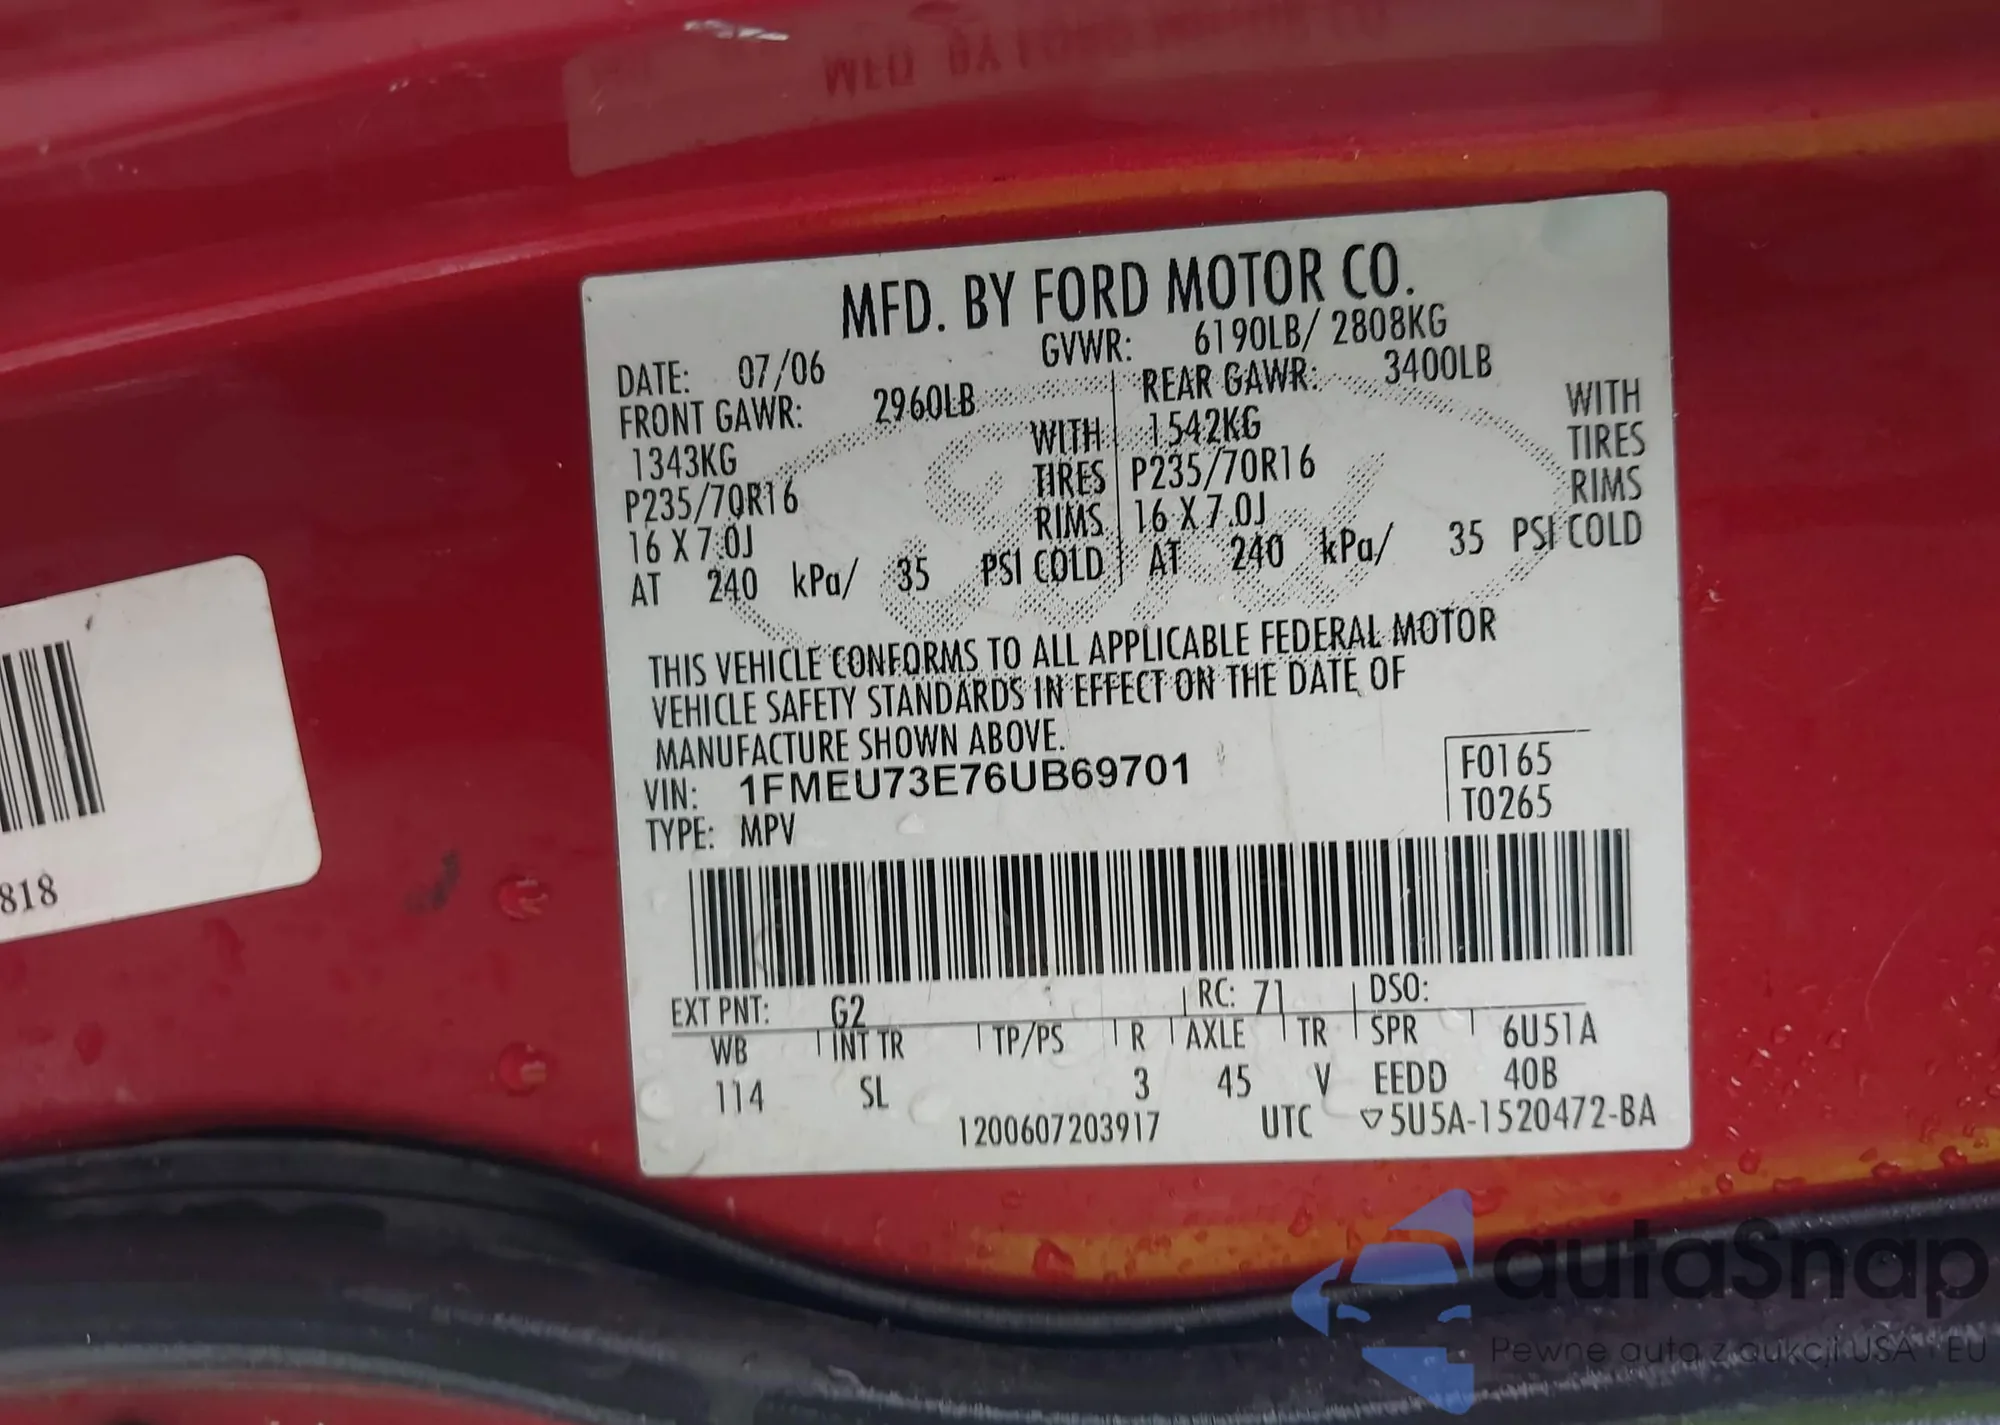 MFD. BY FORD MOTOR CO.
DATE: 07/06 GVWR: 6190LB/ 2808KG
FRONT GAWR: 2960LB REAR GAWR: 3400LB
1343KG WITH 1542KG WITH
P235/70R16 TIRES P235/70R16 TIRES
16 X 7.0J RIMS 16 X 7.0J RIMS
AT 240 kPa/ 35 PSI COLD AT 240 kPa/ 35 PSI COLD
THIS VEHICLE CONFORMS TO ALL APPLICABLE FEDERAL MOTOR
VEHICLE SAFETY STANDARDS IN EFFECT ON THE DATE OF
MANUFACTURE SHOWN ABOVE.
VIN: 1FMEU73E76UB69701 F0165
TYPE: MPV T0265
818
EXT PNT: G2 RC: 71 DSO:
WB INT TR TP/PS R AXLE TR SPR 6U51A
114 SL 3 45 V EEDD 40B
1200607203917 UTC ▽5U5A-1520472-BA
autaSnap
Pewne auta z aukcji USA i EU